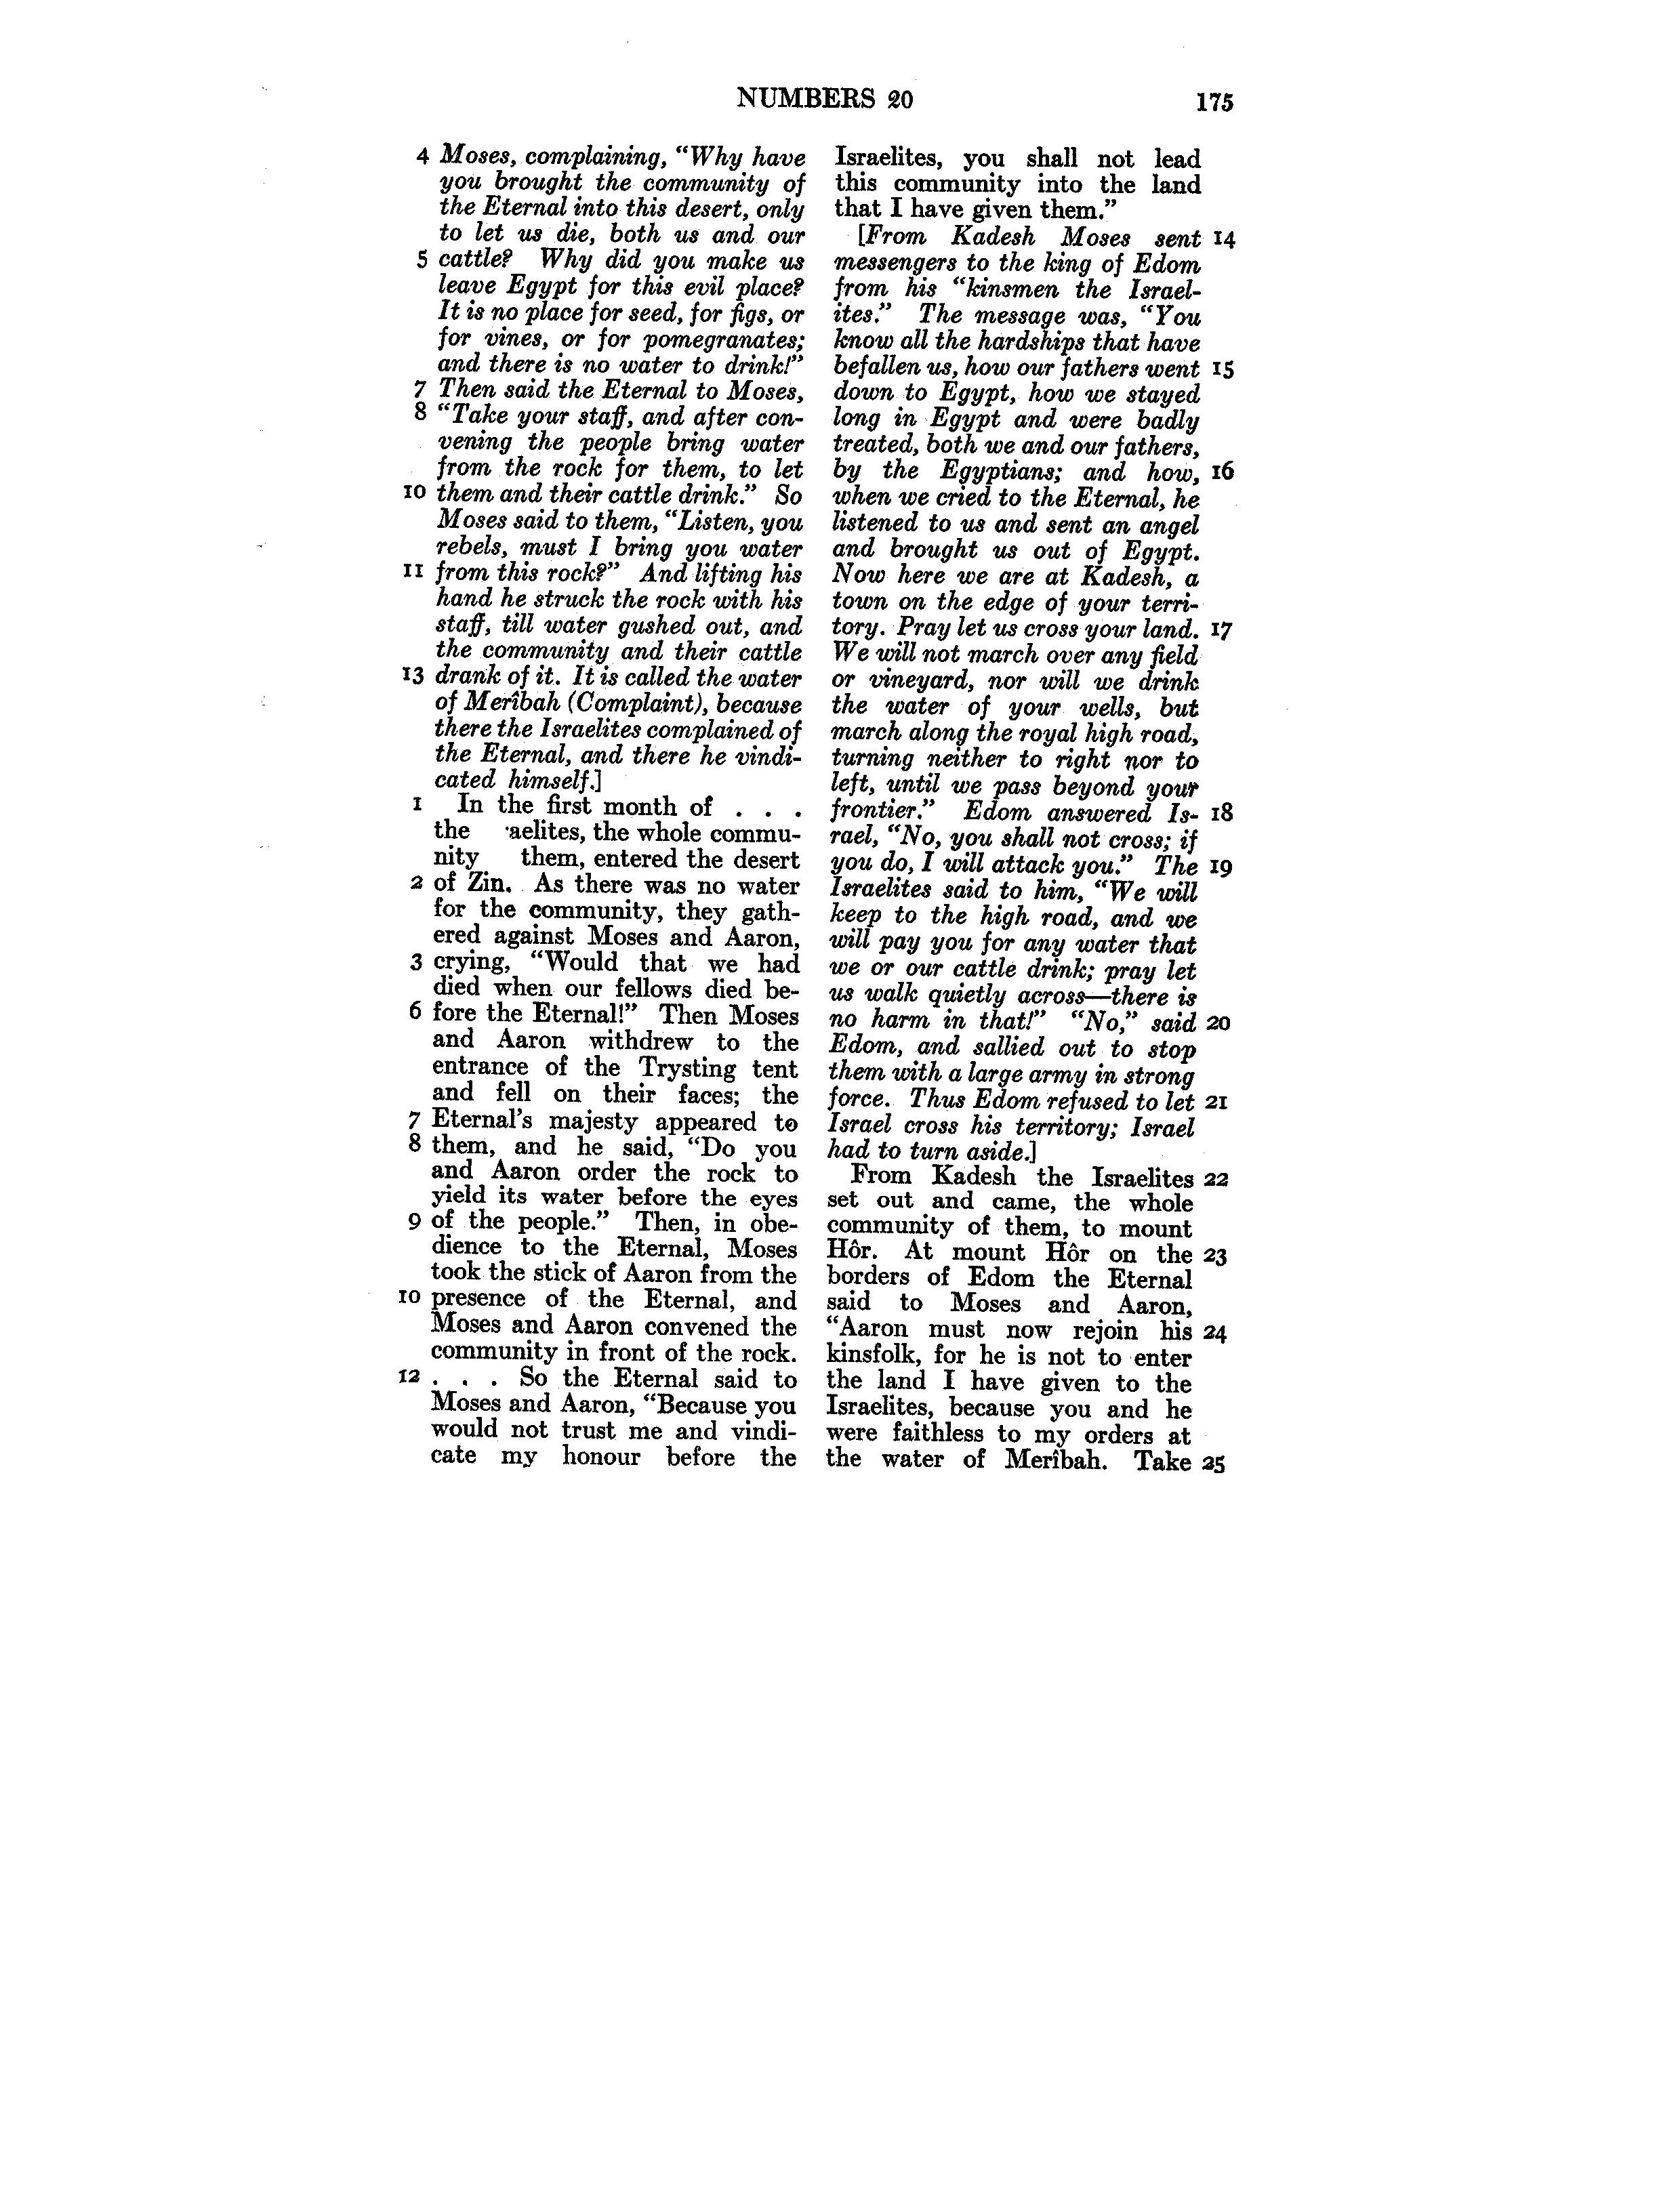 NUMBERS 20 175
4 Moses, complaining, “Why have
you brought the community of
the Eternal into this desert, only
to let us die, both us and our
5 cattle? Why did you make us
leave Egypt for this evil place?
It is no place for seed, for figs, or
for vines, or for pomegranates;
and there is no water to drink!”
7 Then said the Eternal to Moses,
8 “Take your staff, and after con-
vening the people bring water
from the rock for them, to let
10 them and their cattle drink.” So
Moses said to them, “Listen, you
rebels, must I bring you water
11 from this rock?” And lifting his
hand he struck the rock with his
staff, till water gushed out, and
the community and their cattle
13 drank of it. It is called the water
of Merîbah (Complaint), because
there the Israelites complained of
the Eternal, and there he vindi-
cated himself.]
1 In the first month of . . .
the aelites, the whole commu-
nity them, entered the desert
2 of Zin. As there was no water
for the community, they gath-
ered against Moses and Aaron,
3 crying, “Would that we had
died when our fellows died be-
6 fore the Eternal!” Then Moses
and Aaron withdrew to the
entrance of the Trysting tent
and fell on their faces; the
7 Eternal’s majesty appeared to
8 them, and he said, “Do you
and Aaron order the rock to
yield its water before the eyes
9 of the people.” Then, in obe-
dience to the Eternal, Moses
took the stick of Aaron from the
10 presence of the Eternal, and
Moses and Aaron convened the
community in front of the rock.
12 . . . So the Eternal said to
Moses and Aaron, “Because you
would not trust me and vindi-
cate my honour before the
Israelites, you shall not lead
this community into the land
that I have given them.”
[From Kadesh Moses sent 14
messengers to the king of Edom
from his “kinsmen the Israel-
ites.” The message was, “You
know all the hardships that have
befallen us, how our fathers went 15
down to Egypt, how we stayed
long in Egypt and were badly
treated, both we and our fathers,
by the Egyptians; and how, 16
when we cried to the Eternal, he
listened to us and sent an angel
and brought us out of Egypt.
Now here we are at Kadesh, a
town on the edge of your terri-
tory. Pray let us cross your land. 17
We will not march over any field
or vineyard, nor will we drink
the water of your wells, but
march along the royal high road,
turning neither to right nor to
left, until we pass beyond your
frontier.” Edom answered Is- 18
rael, “No, you shall not cross; if
you do, I will attack you.” The 19
Israelites said to him, “We will
keep to the high road, and we
will pay you for any water that
we or our cattle drink; pray let
us walk quietly across—there is
no harm in that!” “No,” said 20
Edom, and sallied out to stop
them with a large army in strong
force. Thus Edom refused to let 21
Israel cross his territory; Israel
had to turn aside.]
From Kadesh the Israelites 22
set out and came, the whole
community of them, to mount
Hôr. At mount Hôr on the 23
borders of Edom the Eternal
said to Moses and Aaron,
“Aaron must now rejoin his 24
kinsfolk, for he is not to enter
the land I have given to the
Israelites, because you and he
were faithless to my orders at
the water of Merîbah. Take 25